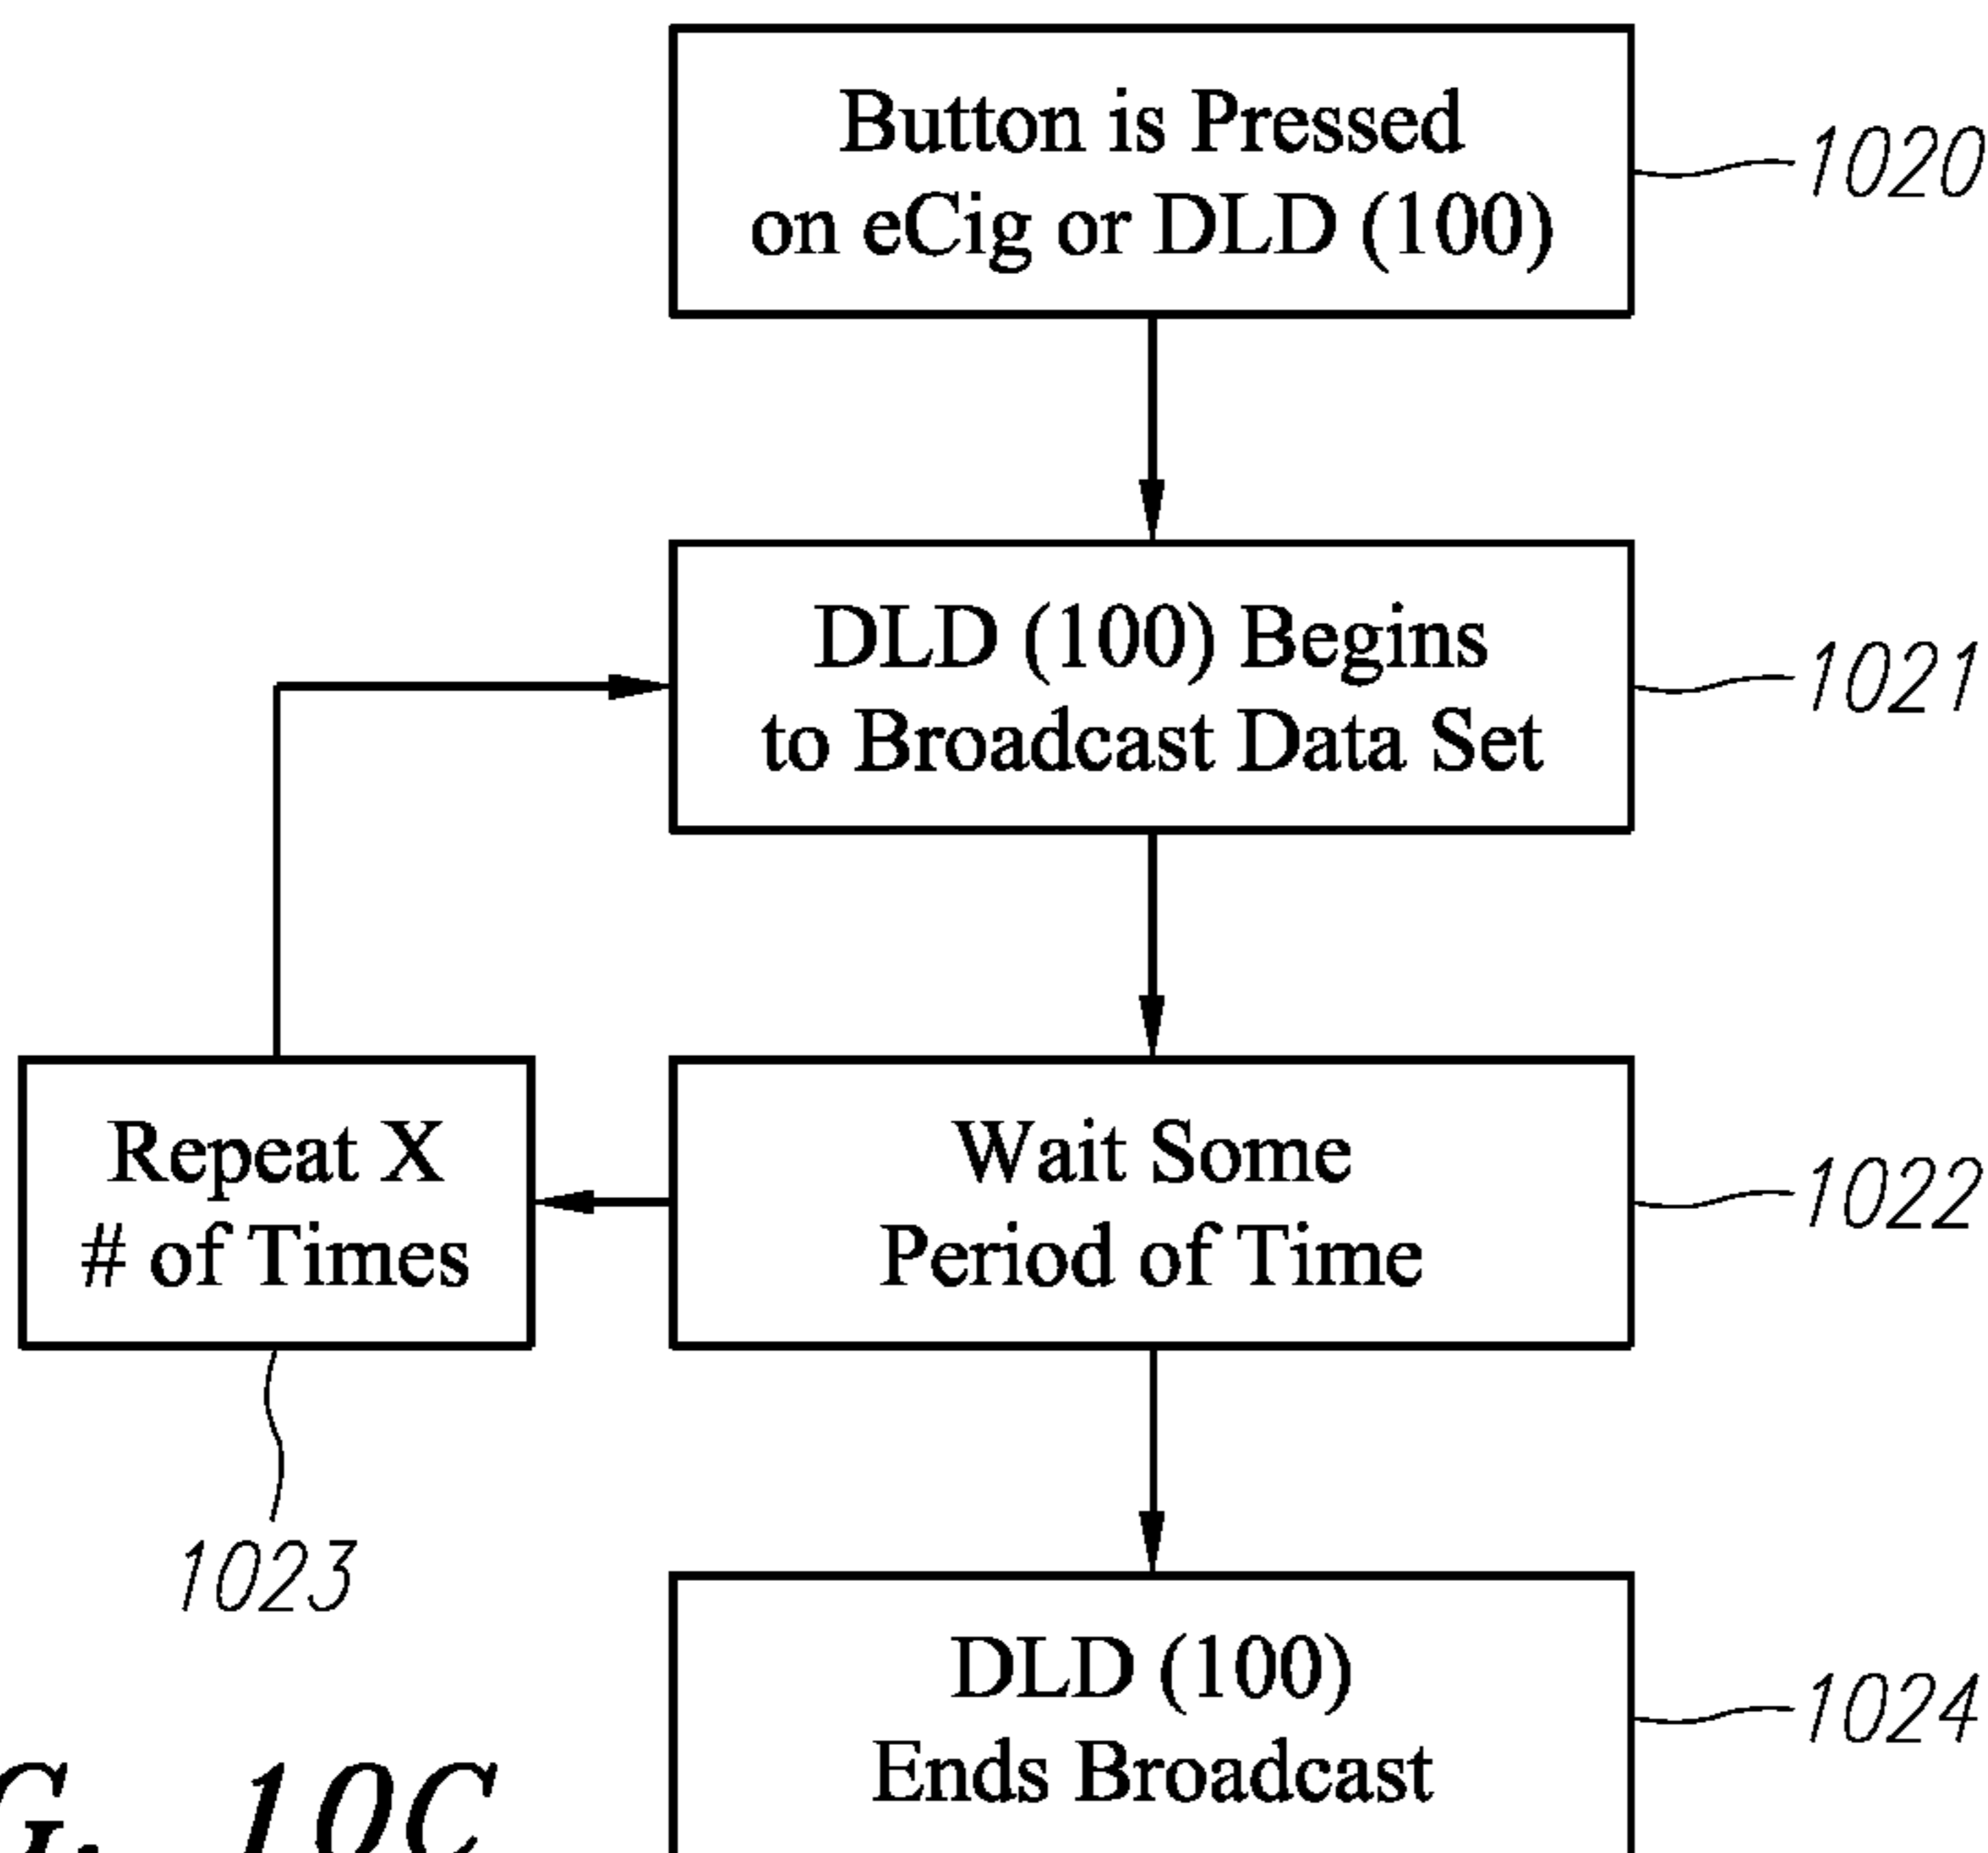 Button is Pressed
on eCig or DLD (100)
1020
DLD (100) Begins
to Broadcast Data Set
1021
Repeat X
# of Times
1023
Wait Some
Period of Time
1022
DLD (100)
Ends Broadcast
1024
G. 10C